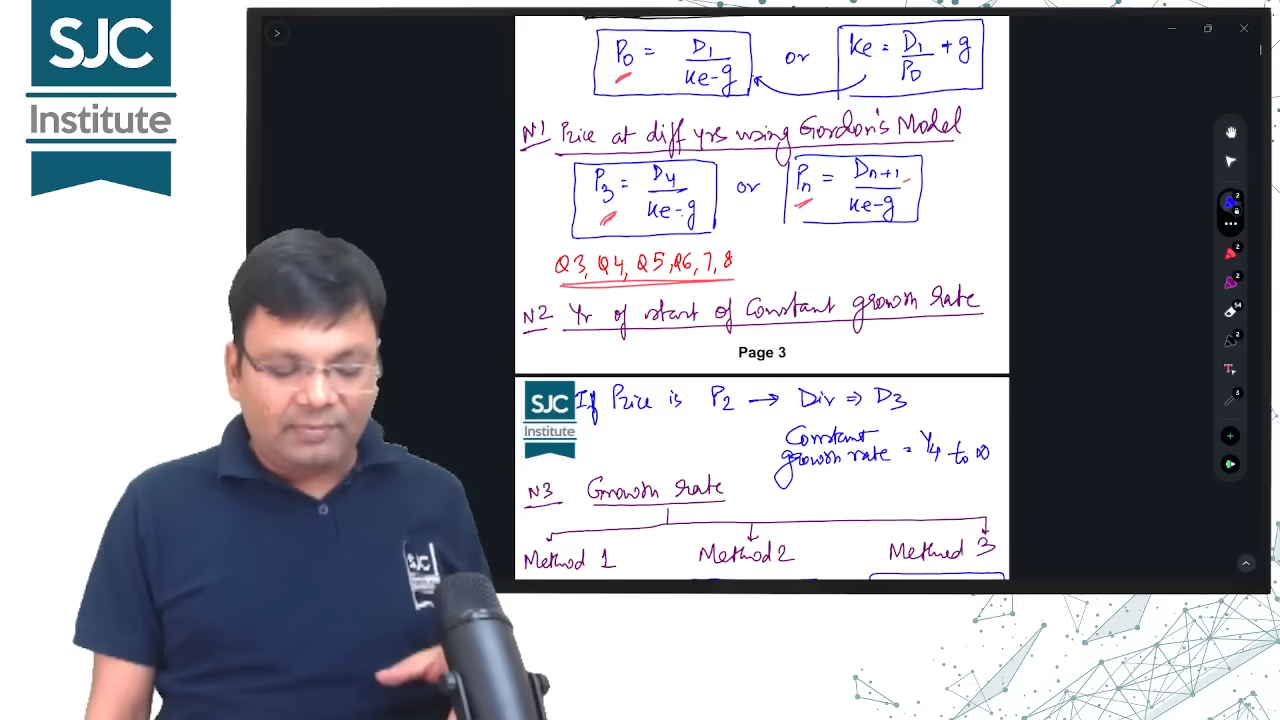 SJC
Institute
P0 = D1 / Ke-g or Ke = D1 / P0 + g
N1 Price at diff yrs using Gordon's Model
P3 = D4 / Ke-g or Pn = Dn+1 / Ke-g
Q3, Q4, Q5, Q6, 7, 8
N2 Yr of start of Constant growth rate
Page 3
SJC
Institute
If Price is P2 → Div ⇒ D3
Constant
growth rate = Y4 to ∞
N3 Growth rate
Method 1 Method 2 Method 3
SJC